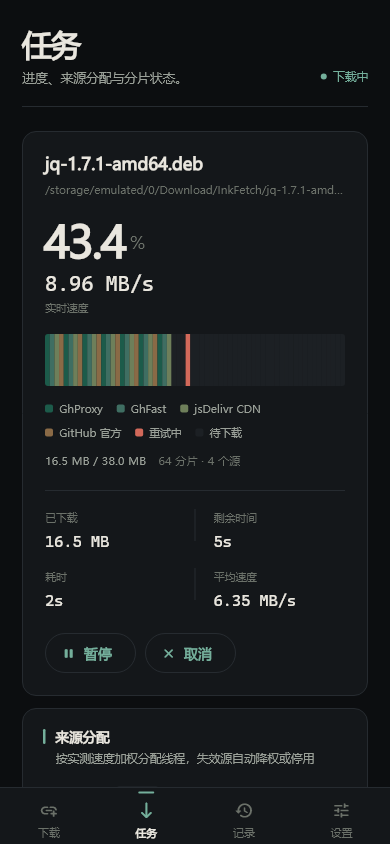 任务
进度、来源分配与分片状态。
下载中
jq-1.7.1-amd64.deb
/storage/emulated/0/Download/InkFetch/jq-1.7.1-amd...
43.4%
8.96 MB/s
实时速度
GhProxy GhFast jsDelivr CDN
GitHub 官方 重试中 待下载
16.5 MB / 38.0 MB 64 分片 · 4 个源
已下载 剩余时间
16.5 MB 5s
耗时 平均速度
2s 6.35 MB/s
暂停 取消
来源分配
按实测速度加权分配线程，失效源自动降权或停用
下载 任务 记录 设置